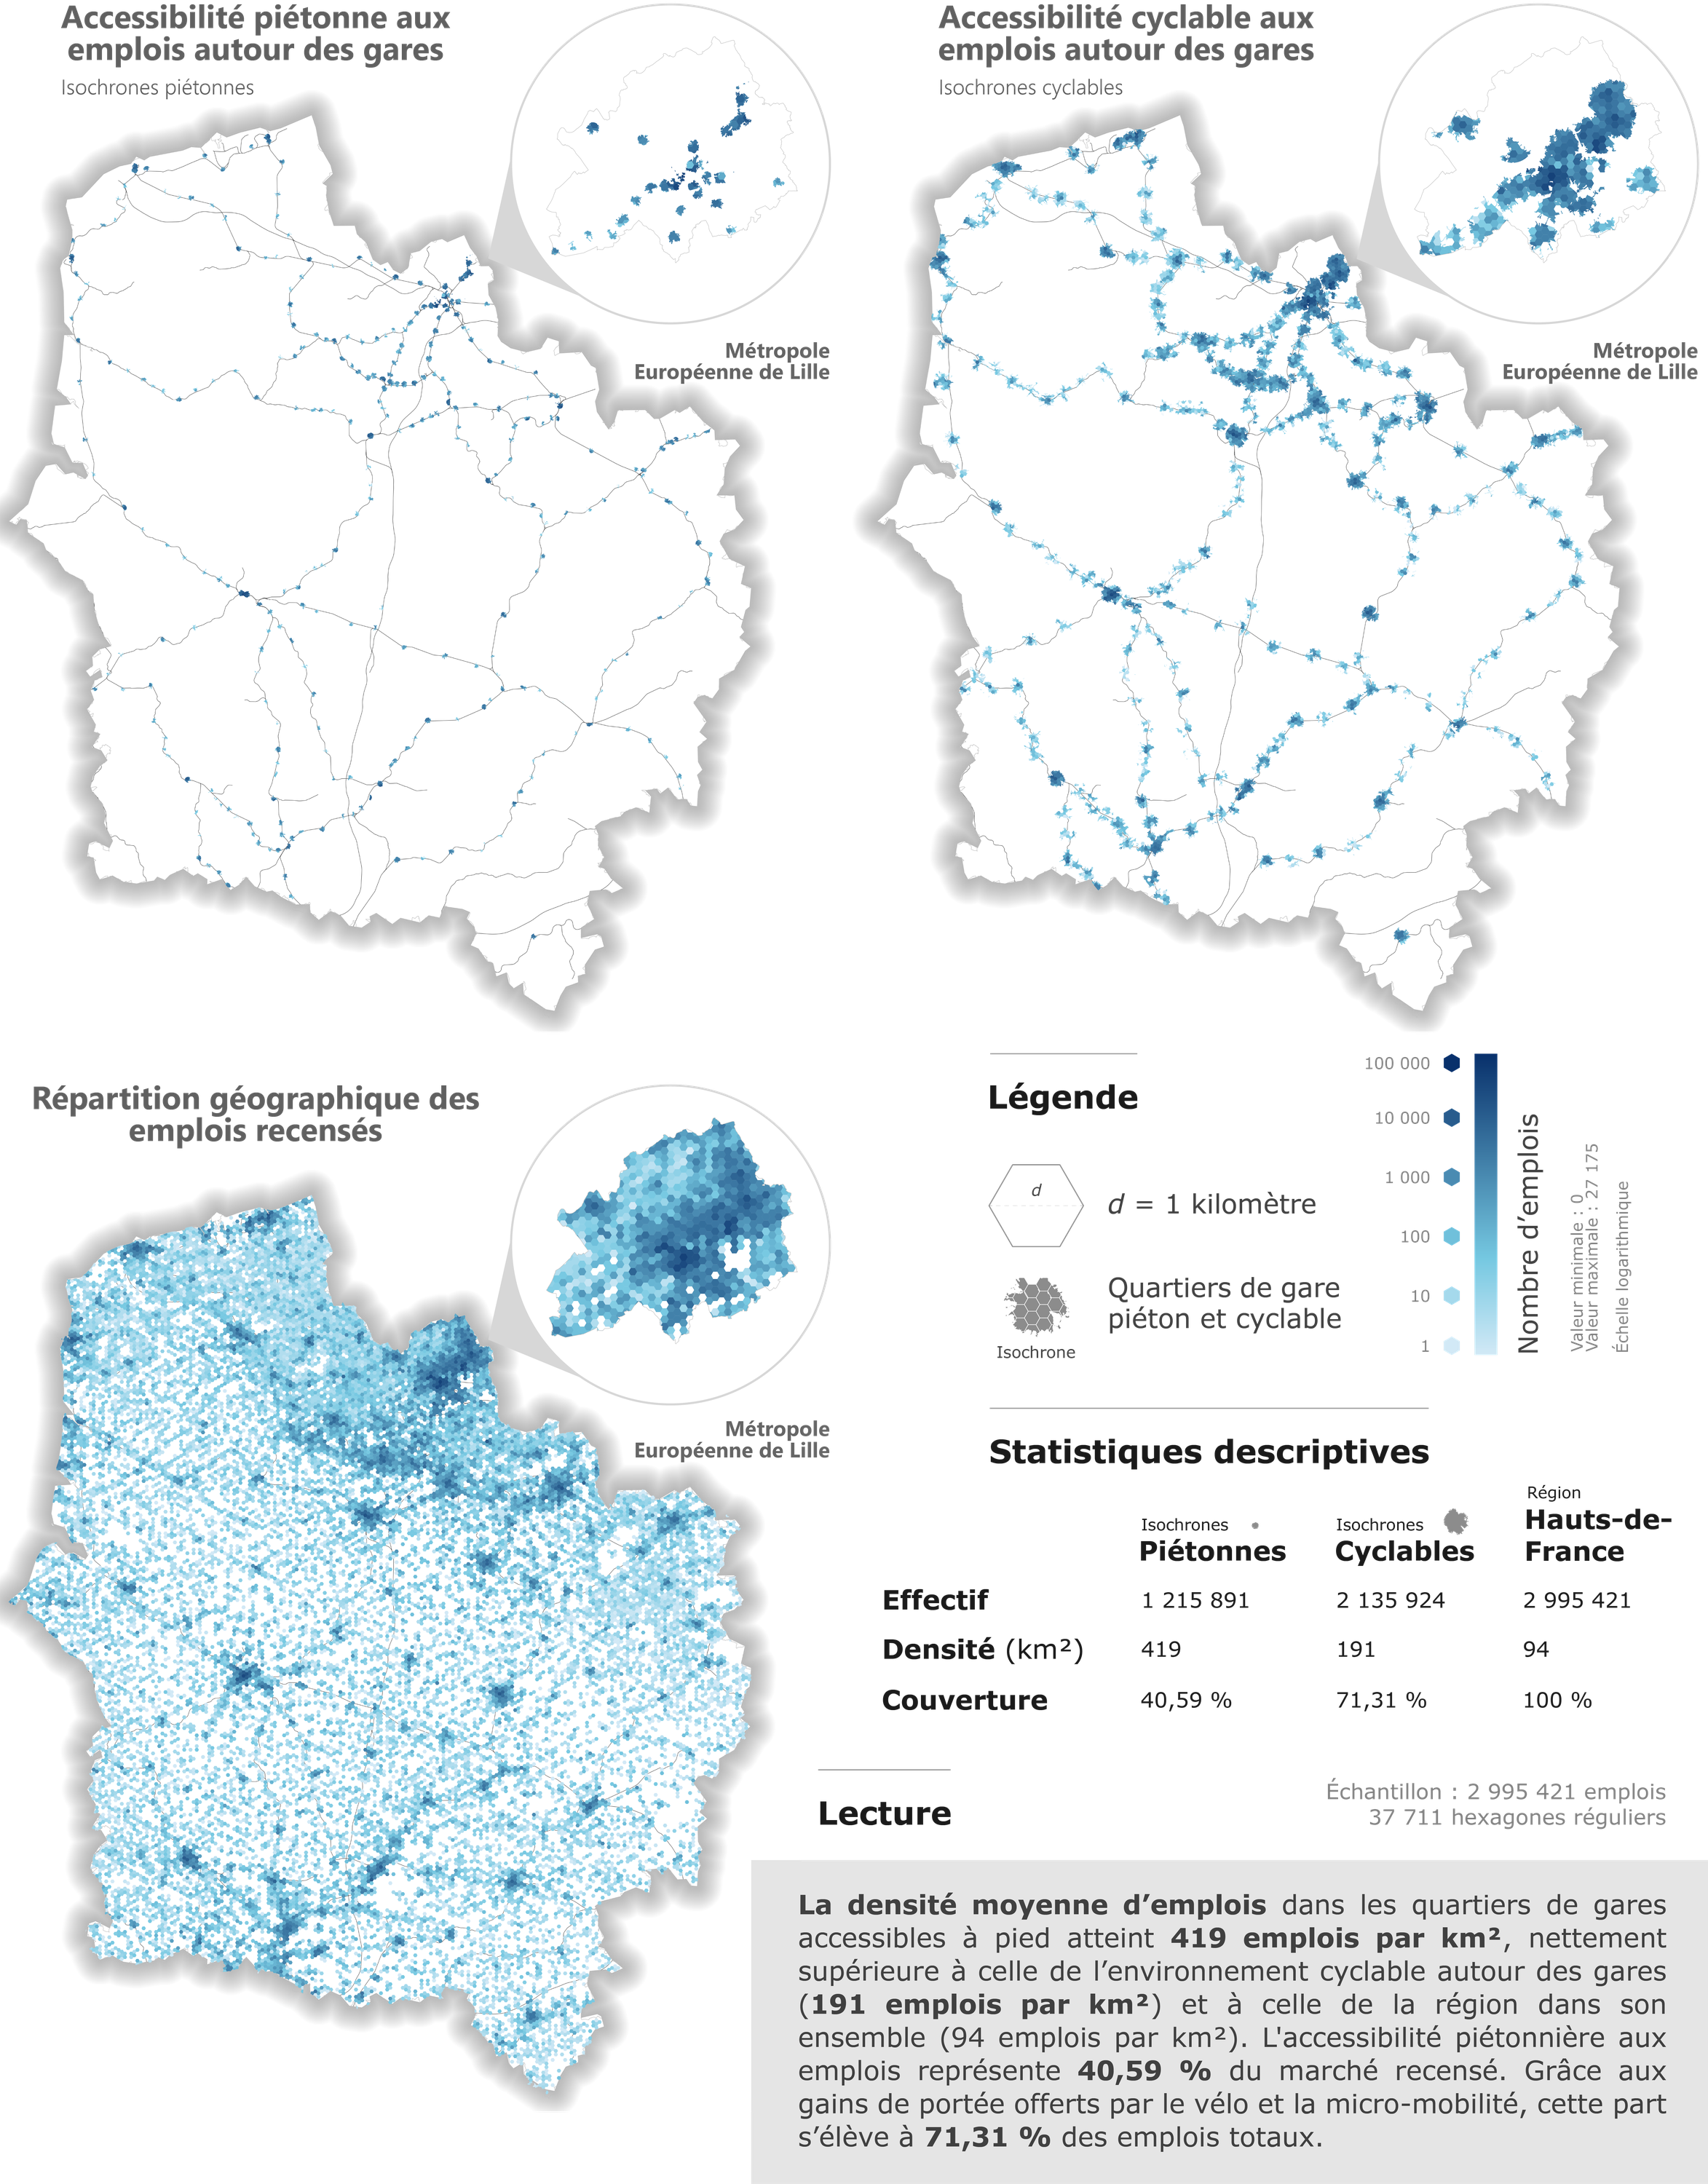 Accessibilité piétonne aux
emplois autour des gares
Isochrones piétonnes
Métropole
Européenne de Lille
Accessibilité cyclable aux
emplois autour des gares
Isochrones cyclables
Métropole
Européenne de Lille
Répartition géographique des
emplois recensés
Métropole
Européenne de Lille
Légende
d
d = 1 kilomètre
Quartiers de gare
piéton et cyclable
Isochrone
100 000
10 000
1 000
100
10
1
Nombre d’emplois
Valeur minimale : 0
Valeur maximale : 27 175
Échelle logarithmique
Statistiques descriptives
Isochrones
Piétonnes
Isochrones
Cyclables
Région
Hauts-de-
France
Effectif 1 215 891 2 135 924 2 995 421
Densité (km²) 419 191 94
Couverture 40,59 % 71,31 % 100 %
Lecture
Échantillon : 2 995 421 emplois
37 711 hexagones réguliers
La densité moyenne d’emplois dans les quartiers de gares
accessibles à pied atteint 419 emplois par km², nettement
supérieure à celle de l’environnement cyclable autour des gares
(191 emplois par km²) et à celle de la région dans son
ensemble (94 emplois par km²). L'accessibilité piétonnière aux
emplois représente 40,59 % du marché recensé. Grâce aux
gains de portée offerts par le vélo et la micro-mobilité, cette part
s’élève à 71,31 % des emplois totaux.